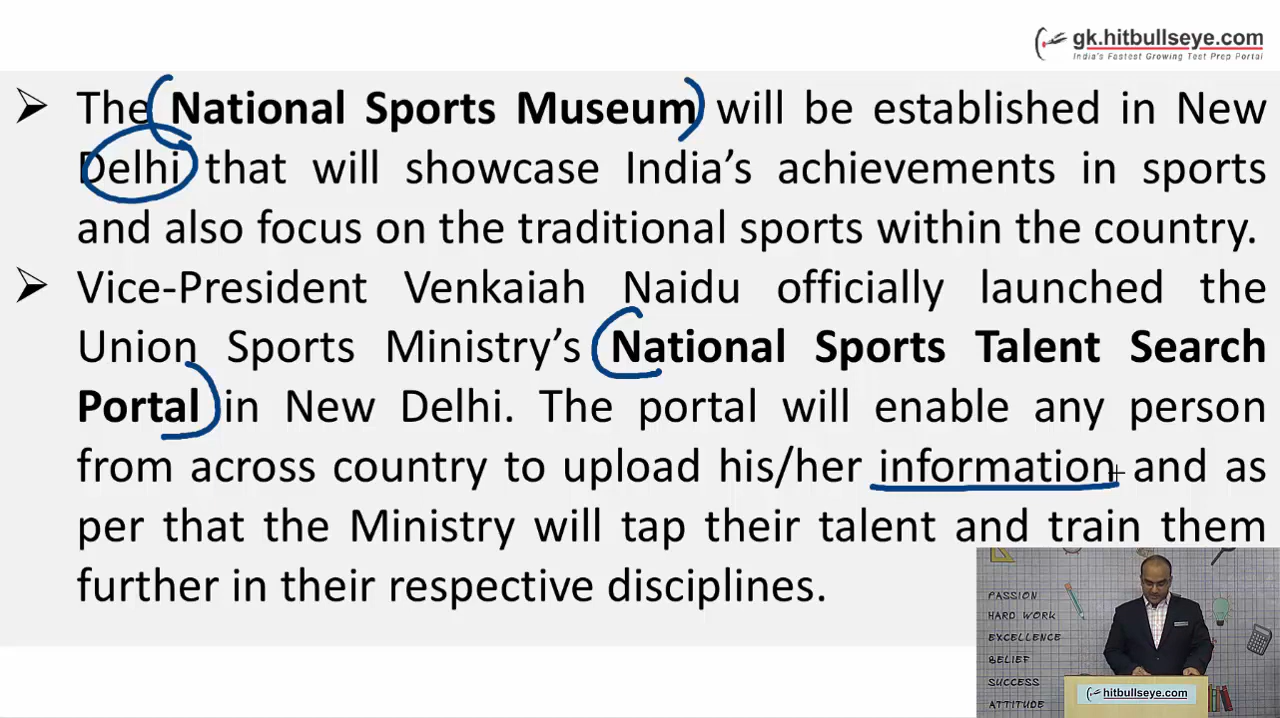 gk.hitbullseye.com
India's Fastest Growing Test Prep Portal
➢ The National Sports Museum will be established in New
Delhi that will showcase India's achievements in sports
and also focus on the traditional sports within the country.
➢ Vice-President Venkaiah Naidu officially launched the
Union Sports Ministry's National Sports Talent Search
Portal in New Delhi. The portal will enable any person
from across country to upload his/her information and as
per that the Ministry will tap their talent and train them
further in their respective disciplines.
PASSION
HARD WORK
EXCELLENCE
BELIEF
SUCCESS
ATTITUDE
hitbullseye.com